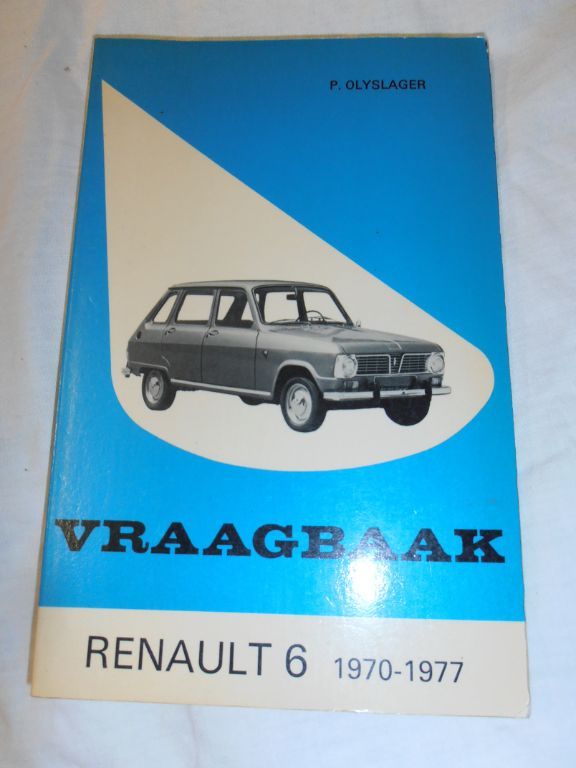 P. OLYSLAGER
VRAAGBAAK
RENAULT 6 1970-1977